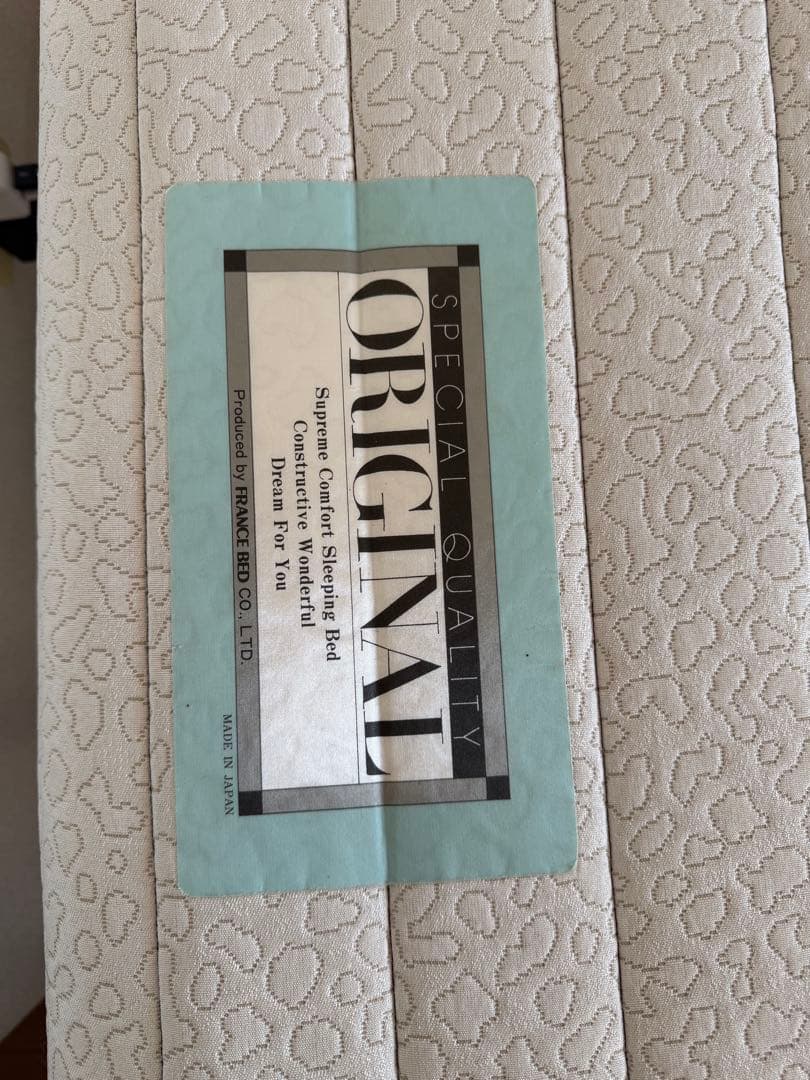 SPECIAL QUALITY
ORIGINAL
Supreme Comfort Sleeping Bed
Constructive Wonderful
Dream For You
Produced by FRANCE BED CO., LTD.
MADE IN JAPAN